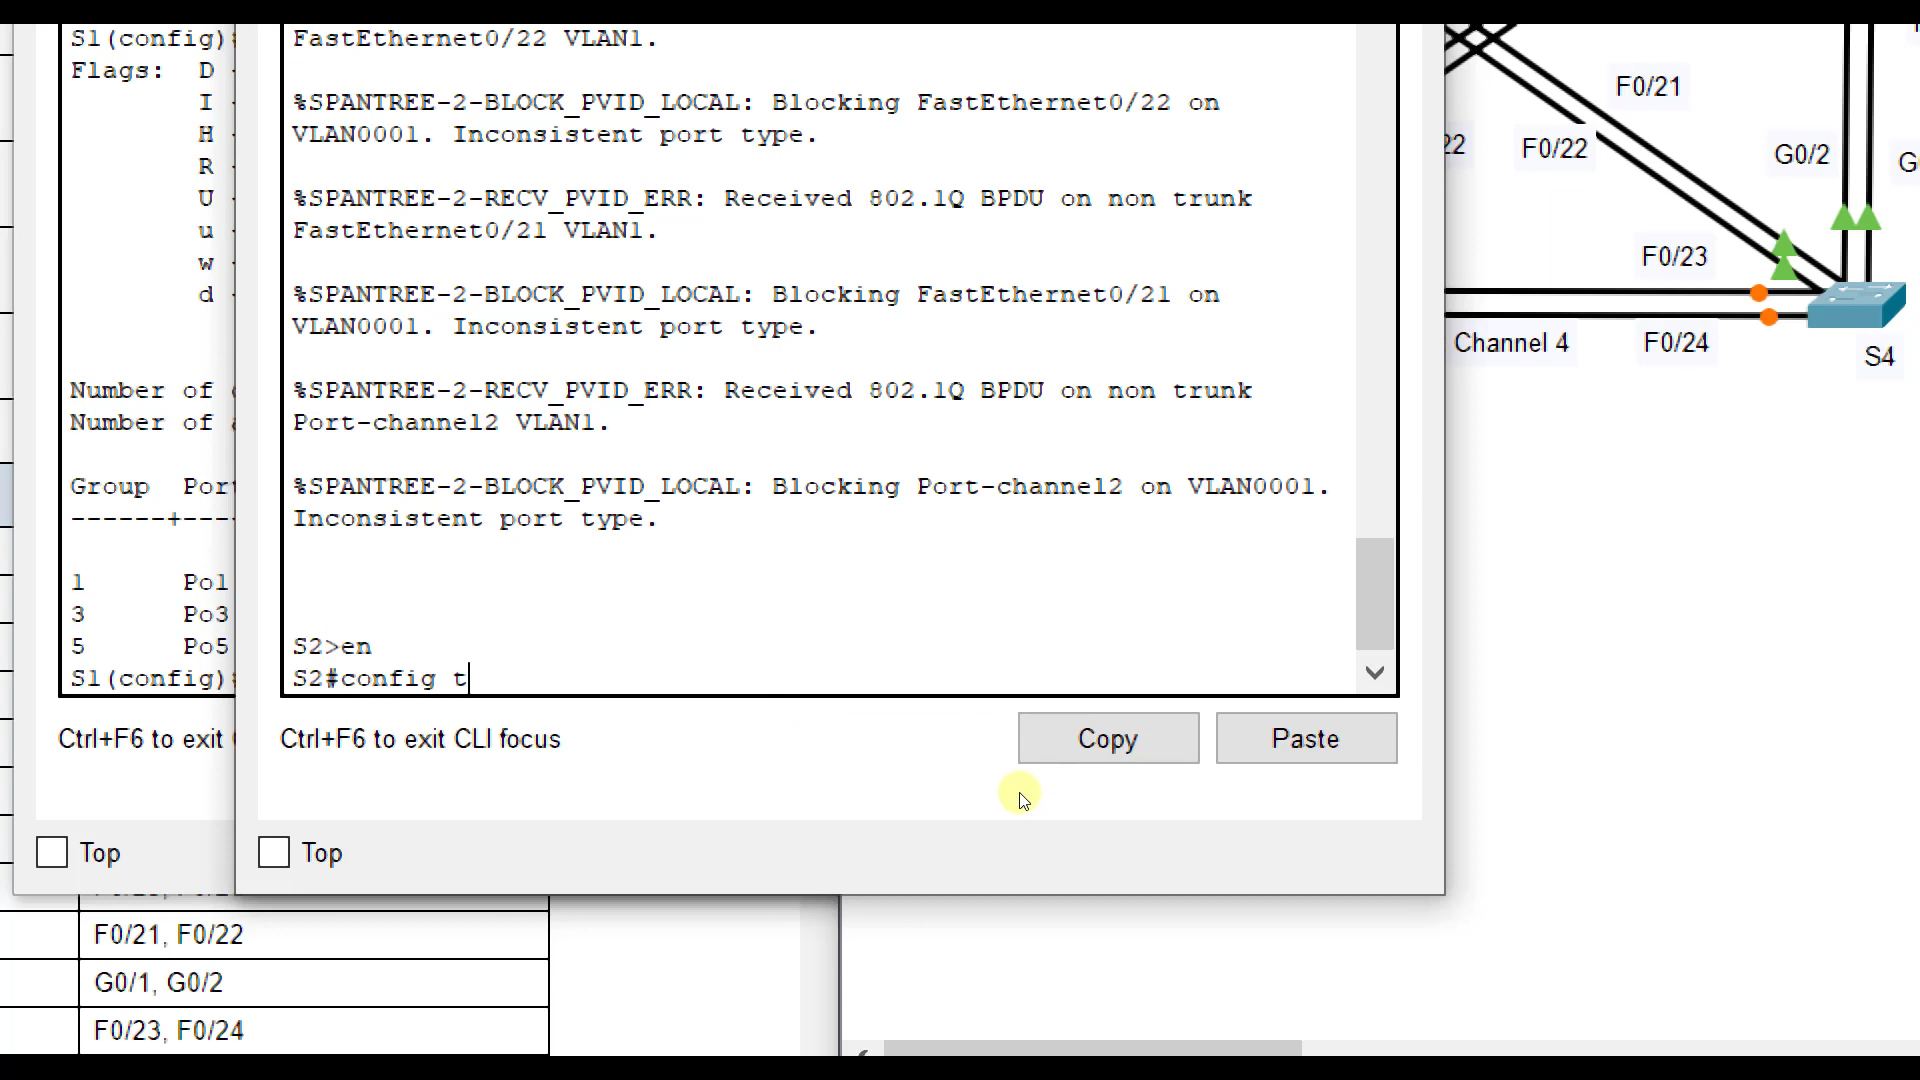 S1(config)
Flags: D -
I -
H -
R -
U -
u -
w -
d -
Number of
Number of
Group Por
------+----
1 Po1
3 Po3
5 Po5
S1(config)
Ctrl+F6 to exit
Top
FastEthernet0/22 VLAN1.
%SPANTREE-2-BLOCK_PVID_LOCAL: Blocking FastEthernet0/22 on
VLAN0001. Inconsistent port type.
%SPANTREE-2-RECV_PVID_ERR: Received 802.1Q BPDU on non trunk
FastEthernet0/21 VLAN1.
%SPANTREE-2-BLOCK_PVID_LOCAL: Blocking FastEthernet0/21 on
VLAN0001. Inconsistent port type.
%SPANTREE-2-RECV_PVID_ERR: Received 802.1Q BPDU on non trunk
Port-channel2 VLAN1.
%SPANTREE-2-BLOCK_PVID_LOCAL: Blocking Port-channel2 on VLAN0001.
Inconsistent port type.
S2>en
S2#config t
Ctrl+F6 to exit CLI focus
Copy
Paste
Top
F0/21
22
F0/22
G0/2
F0/23
Channel 4
F0/24
S4
F0/21, F0/22
G0/1, G0/2
F0/23, F0/24